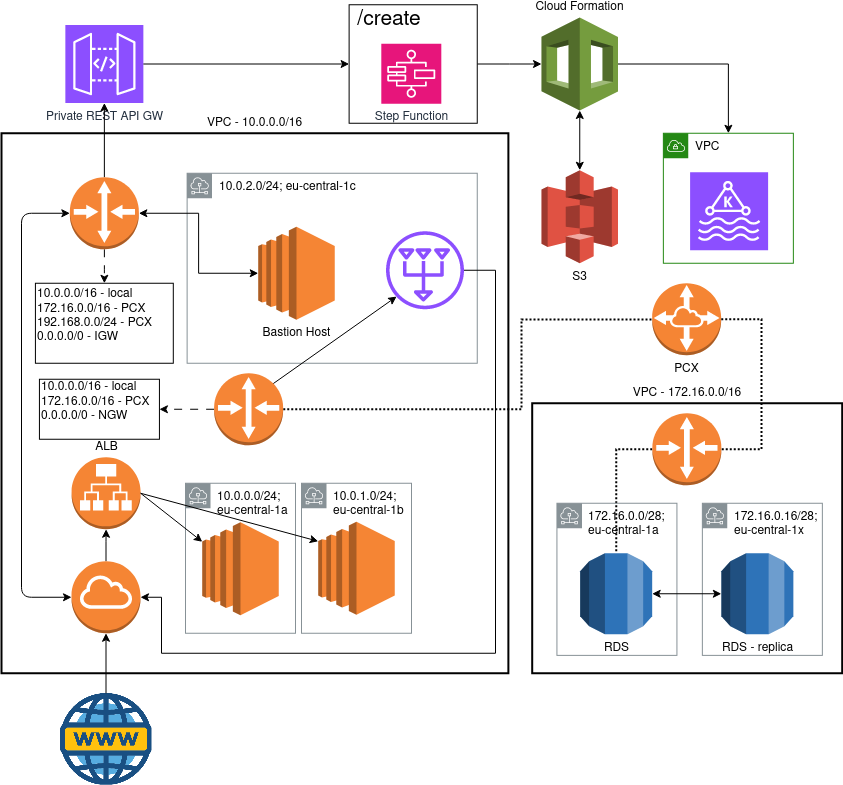 Cloud Formation
/create
Step Function
Private REST API GW
VPC - 10.0.0.0/16
VPC
K
10.0.2.0/24; eu-central-1c
S3
Bastion Host
10.0.0.0/16 - local
172.16.0.0/16 - PCX
192.168.0.0/24 - PCX
0.0.0.0/0 - IGW
PCX
10.0.0.0/16 - local
172.16.0.0/16 - PCX
0.0.0.0/0 - NGW
VPC - 172.16.0.0/16
ALB
10.0.0.0/24;
eu-central-1a
10.0.1.0/24;
eu-central-1b
172.16.0.0/28;
eu-central-1a
172.16.0.16/28;
eu-central-1x
RDS
RDS - replica
WWW